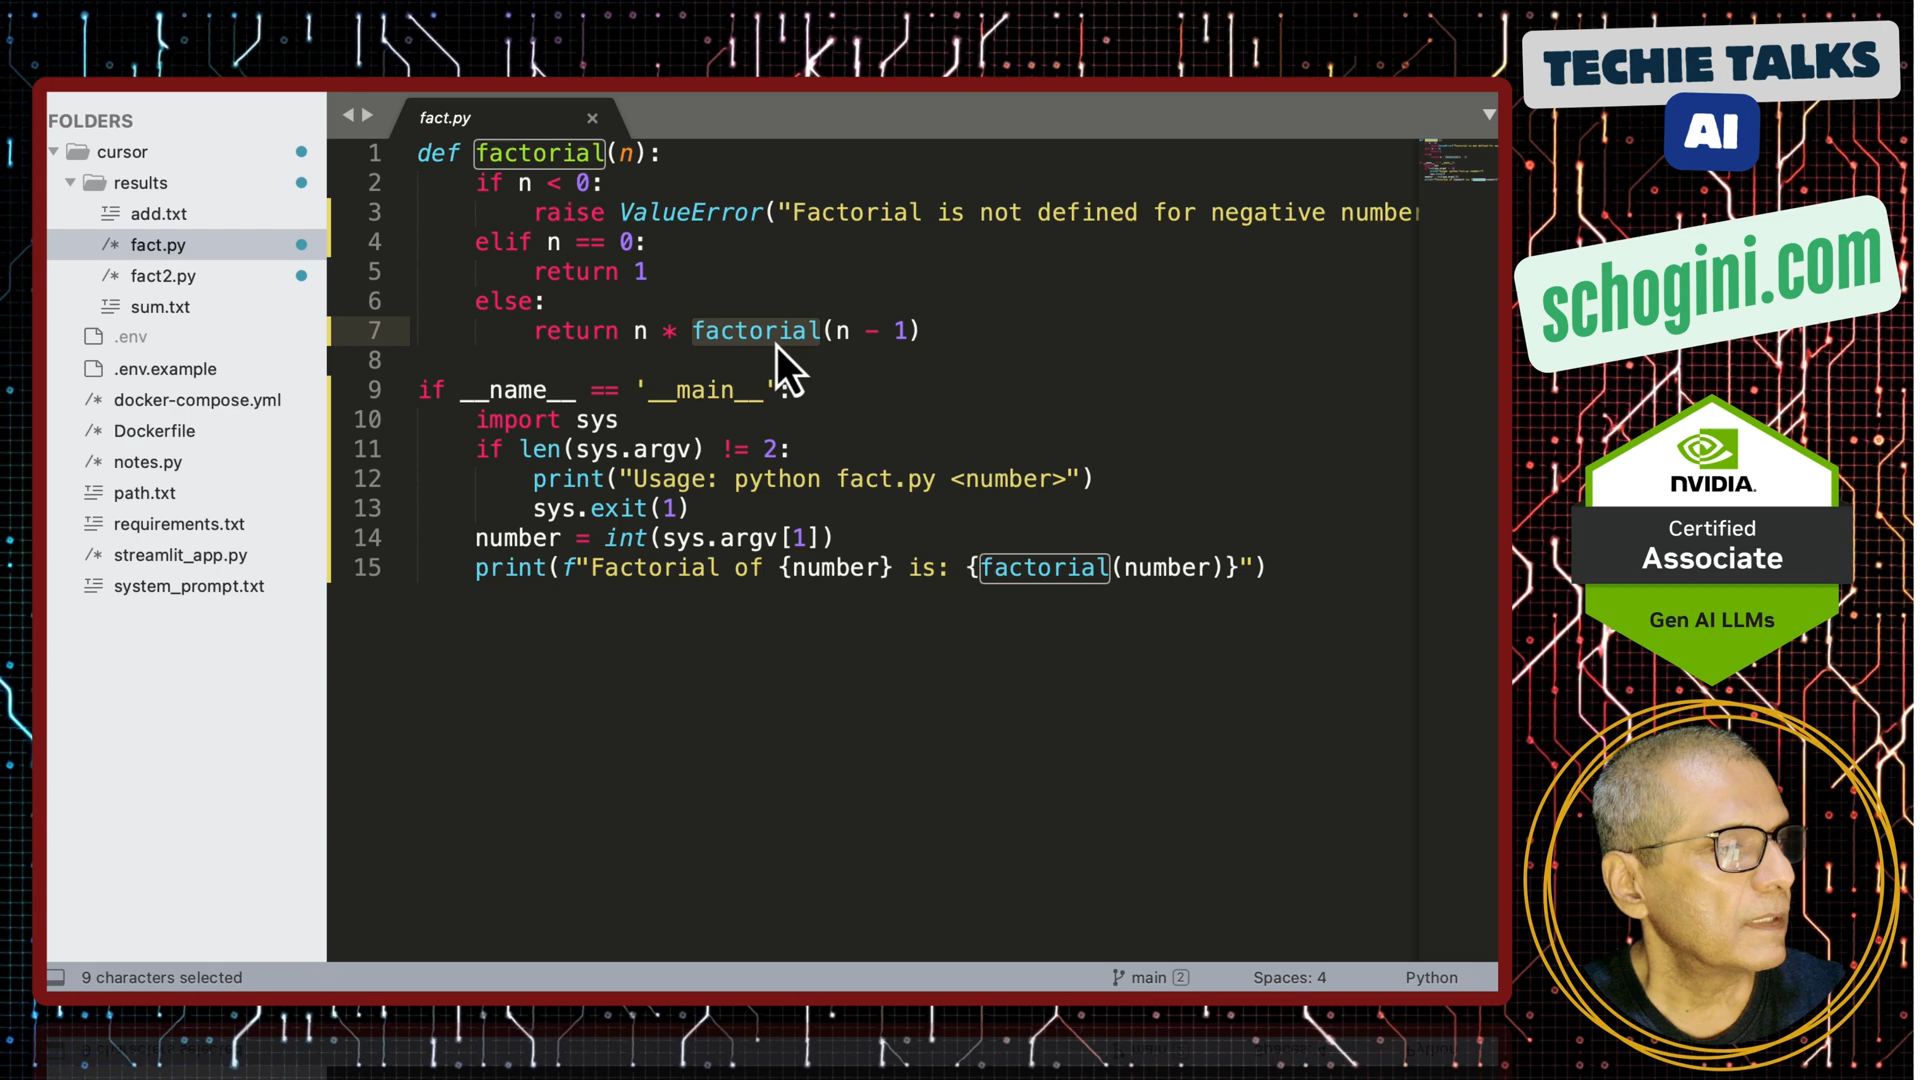 TECHIE TALKS
AI
schogini.com
NVIDIA.
Certified
Associate
Gen AI LLMs
FOLDERS
cursor
results
add.txt
/* fact.py
/* fact2.py
sum.txt
.env
.env.example
/* docker-compose.yml
/* Dockerfile
/* notes.py
path.txt
requirements.txt
/* streamlit_app.py
system_prompt.txt
fact.py ×
1 def factorial(n):
2     if n < 0:
3         raise ValueError("Factorial is not defined for negative number
4     elif n == 0:
5         return 1
6     else:
7         return n * factorial(n - 1)
8
9 if __name__ == '__main__':
10     import sys
11     if len(sys.argv) != 2:
12         print("Usage: python fact.py <number>")
13         sys.exit(1)
14     number = int(sys.argv[1])
15     print(f"Factorial of {number} is: {factorial(number)}")
9 characters selected
main 2
Spaces: 4
Python